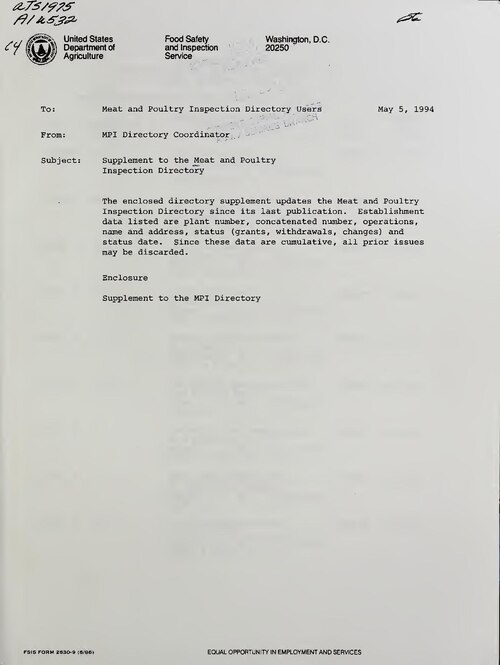 aTS1975
A1U532
C4
United States
Department of
Agriculture
Food Safety
and Inspection
Service
Washington, D.C.
20250
To: Meat and Poultry Inspection Directory Users May 5, 1994
From: MPI Directory Coordinator
Subject: Supplement to the Meat and Poultry
Inspection Directory
The enclosed directory supplement updates the Meat and Poultry
Inspection Directory since its last publication. Establishment
data listed are plant number, concatenated number, operations,
name and address, status (grants, withdrawals, changes) and
status date. Since these data are cumulative, all prior issues
may be discarded.
Enclosure
Supplement to the MPI Directory
FSIS FORM 2630-9 (6/86)
EQUAL OPPORTUNITY IN EMPLOYMENT AND SERVICES